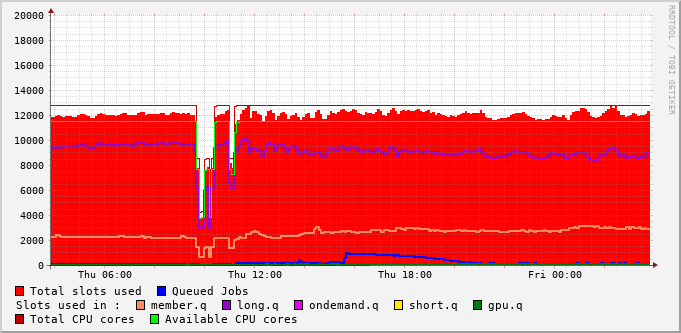 RRDTOOL / TOBI OETIKER
20000
18000
16000
14000
12000
10000
8000
6000
4000
2000
0
Thu 06:00 Thu 12:00 Thu 18:00 Fri 00:00
Total slots used Queued Jobs
Slots used in : member.q long.q ondemand.q short.q gpu.q
Total CPU cores Available CPU cores